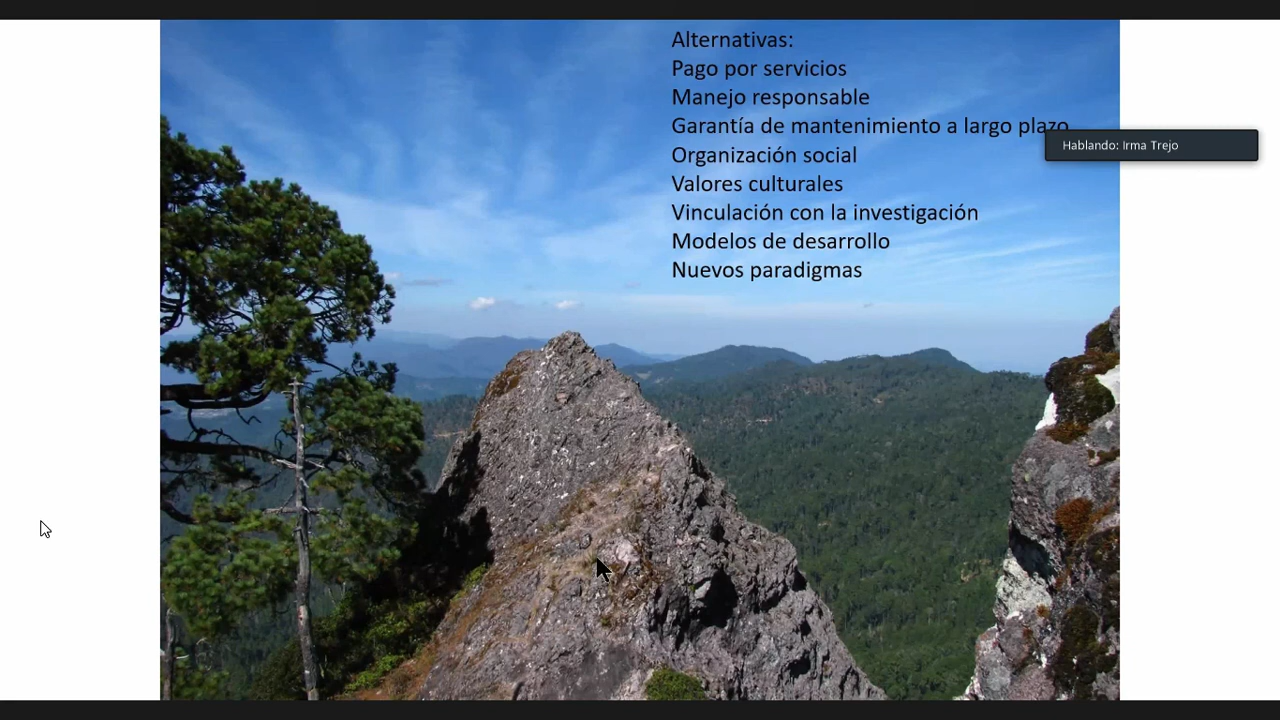 Alternativas:
Pago por servicios
Manejo responsable
Garantía de mantenimiento a largo plazo
Hablando: Irma Trejo
Organización social
Valores culturales
Vinculación con la investigación
Modelos de desarrollo
Nuevos paradigmas